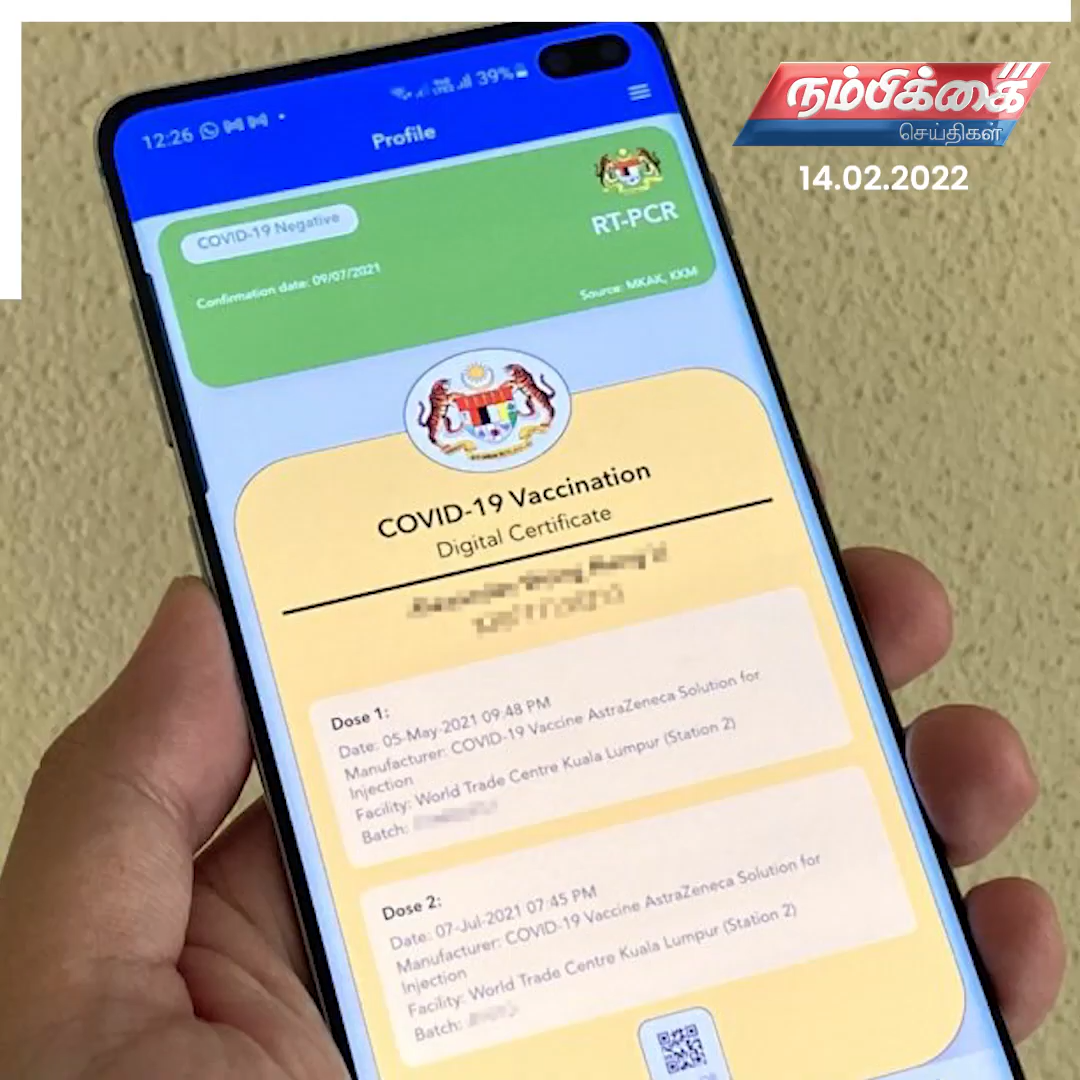 நம்பிக்கை
செய்திகள்
14.02.2022
12:26
39%
Profile
COVID-19 Negative
RT-PCR
Confirmation date: 09/07/2021
Source: MKAK, KKM
COVID-19 Vaccination
Digital Certificate
Dose 1:
Date: 05-May-2021 09:48 PM
Manufacturer: COVID-19 Vaccine AstraZeneca Solution for
Injection
Facility: World Trade Centre Kuala Lumpur (Station 2)
Batch:
Dose 2:
Date: 07-Jul-2021 07:45 PM
Manufacturer: COVID-19 Vaccine AstraZeneca Solution for
Injection
Facility: World Trade Centre Kuala Lumpur (Station 2)
Batch: